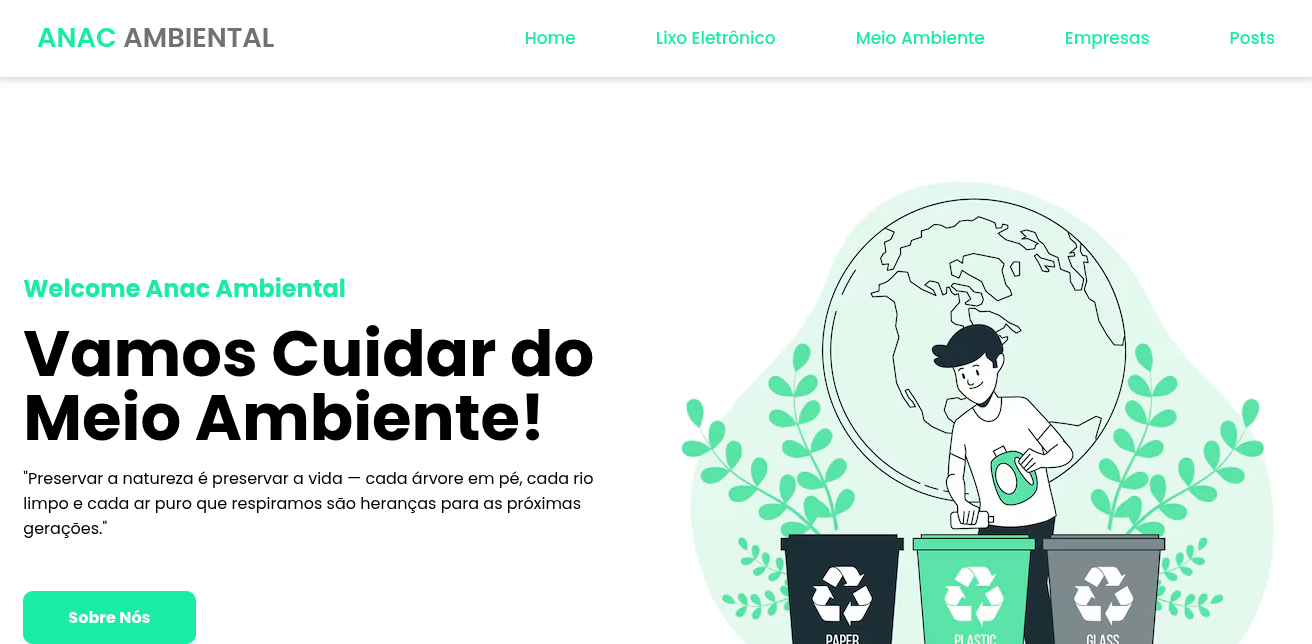 ANAC AMBIENTAL
Home
Lixo Eletrônico
Meio Ambiente
Empresas
Posts
Welcome Anac Ambiental
Vamos Cuidar do
Meio Ambiente!
"Preservar a natureza é preservar a vida — cada árvore em pé, cada rio
limpo e cada ar puro que respiramos são heranças para as próximas
gerações."
Sobre Nós
PAPER
PLASTIC
GLASS